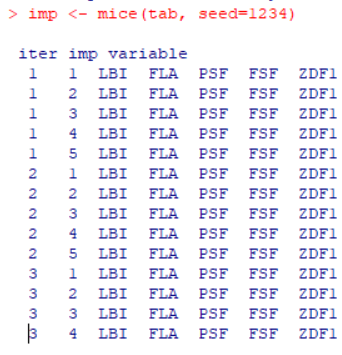 > imp <- mice(tab, seed=1234)
iter imp variable
1 1 LBI FLA PSF FSF ZDF1
1 2 LBI FLA PSF FSF ZDF1
1 3 LBI FLA PSF FSF ZDF1
1 4 LBI FLA PSF FSF ZDF1
1 5 LBI FLA PSF FSF ZDF1
2 1 LBI FLA PSF FSF ZDF1
2 2 LBI FLA PSF FSF ZDF1
2 3 LBI FLA PSF FSF ZDF1
2 4 LBI FLA PSF FSF ZDF1
2 5 LBI FLA PSF FSF ZDF1
3 1 LBI FLA PSF FSF ZDF1
3 2 LBI FLA PSF FSF ZDF1
3 3 LBI FLA PSF FSF ZDF1
3 4 LBI FLA PSF FSF ZDF1